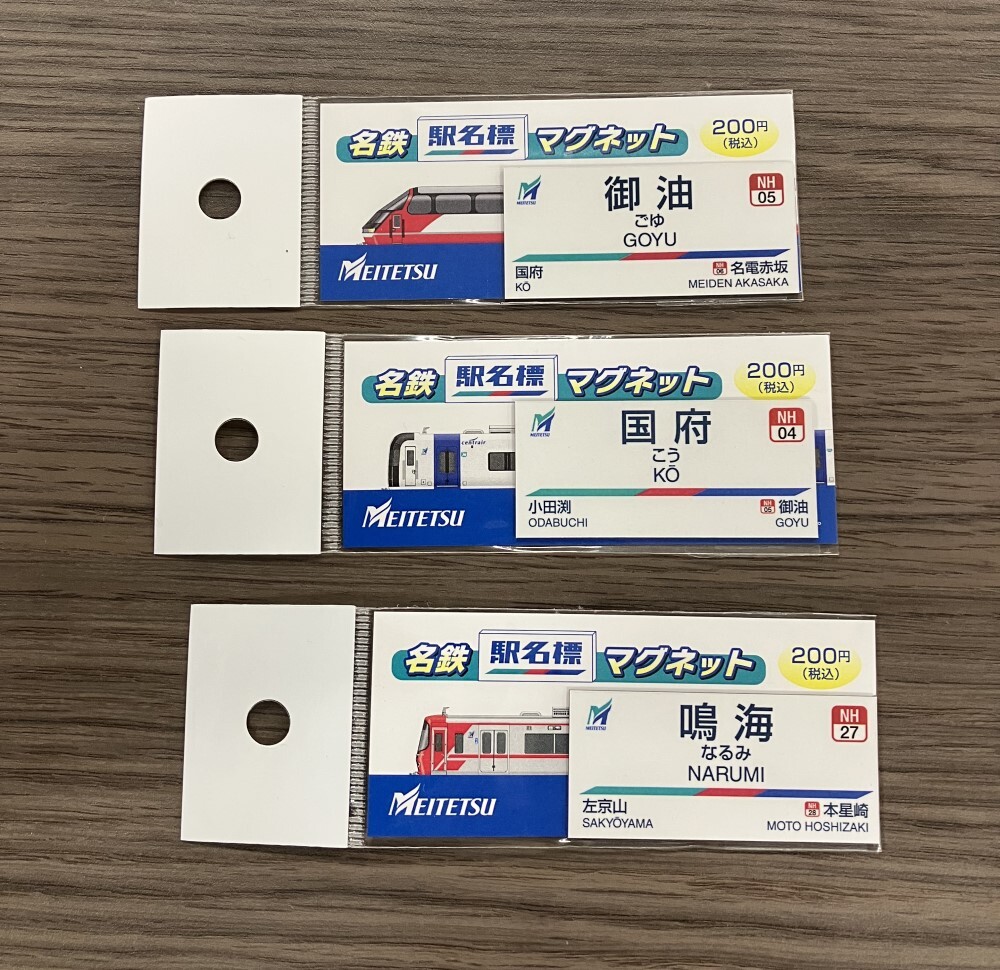 名鉄 駅名標 マグネット 200円
(税込)
MEITETSU
NH
05
御油
ごゆ
GOYU
国府
KŌ
NH
06
名電赤坂
MEIDEN AKASAKA
MEITETSU
名鉄 駅名標 マグネット 200円
(税込)
centrair
MEITETSU
NH
04
国府
こう
KŌ
小田渕
ODABUCHI
NH
05
御油
GOYU
MEITETSU
名鉄 駅名標 マグネット 200円
(税込)
MEITETSU
NH
27
鳴海
なるみ
NARUMI
左京山
SAKYŌYAMA
NH
28
本星崎
MOTO HOSHIZAKI
MEITETSU